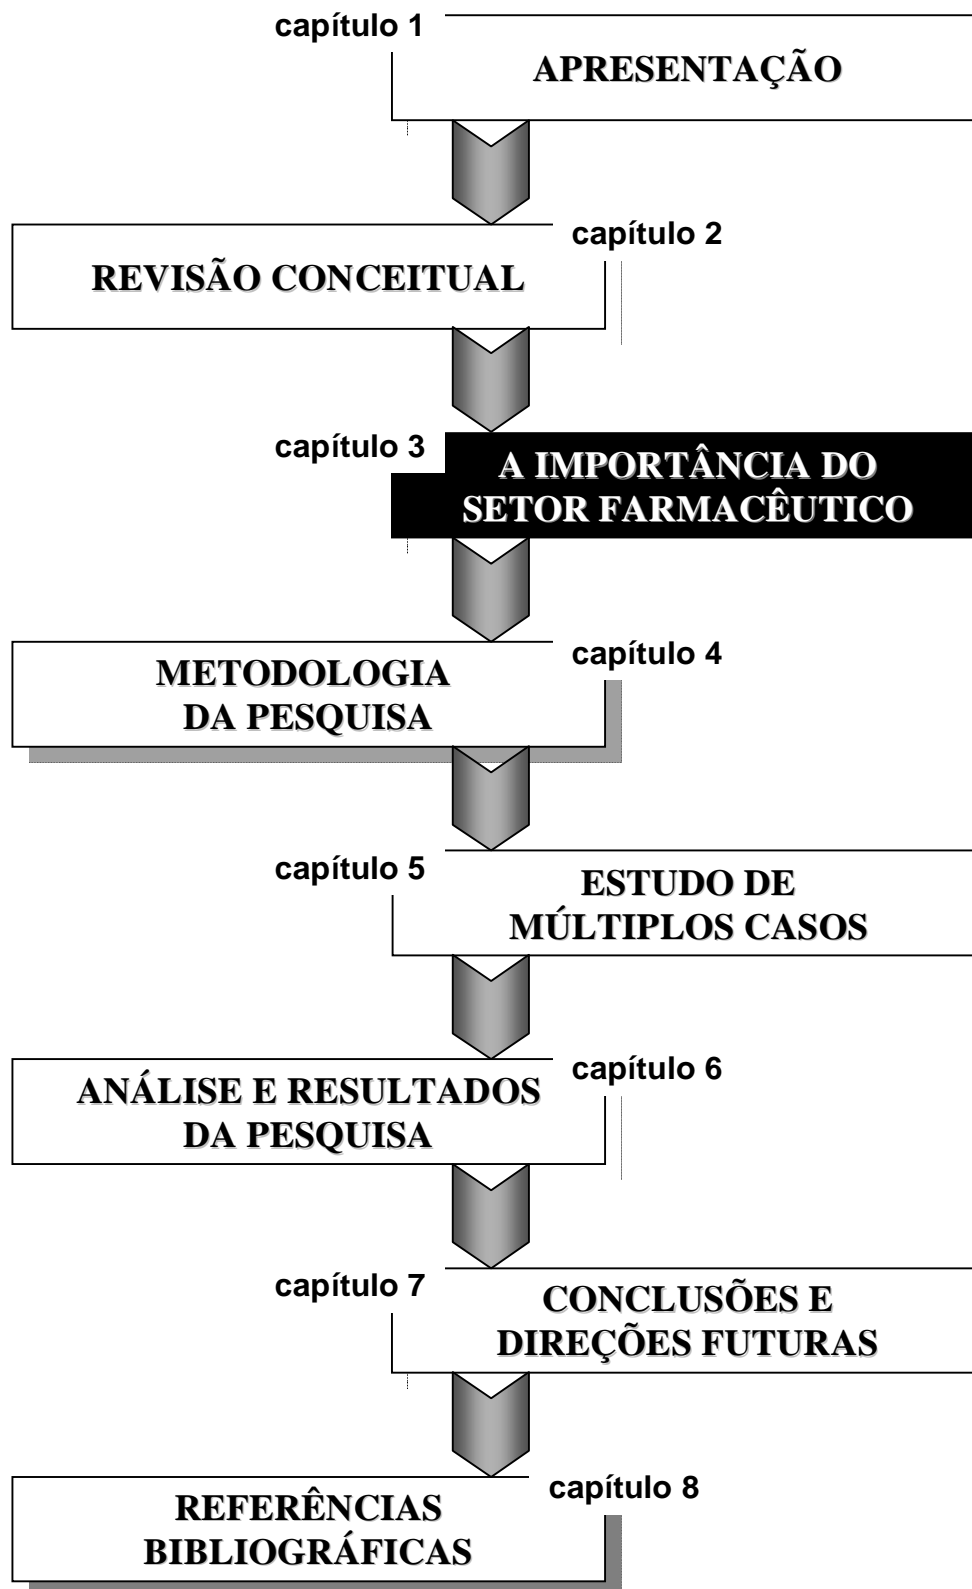 capítulo 1
APRESENTAÇÃO
capítulo 2
REVISÃO CONCEITUAL
capítulo 3
A IMPORTÂNCIA DO
SETOR FARMACÊUTICO
capítulo 4
METODOLOGIA
DA PESQUISA
capítulo 5
ESTUDO DE
MÚLTIPLOS CASOS
capítulo 6
ANÁLISE E RESULTADOS
DA PESQUISA
capítulo 7
CONCLUSÕES E
DIREÇÕES FUTURAS
capítulo 8
REFERÊNCIAS
BIBLIOGRÁFICAS